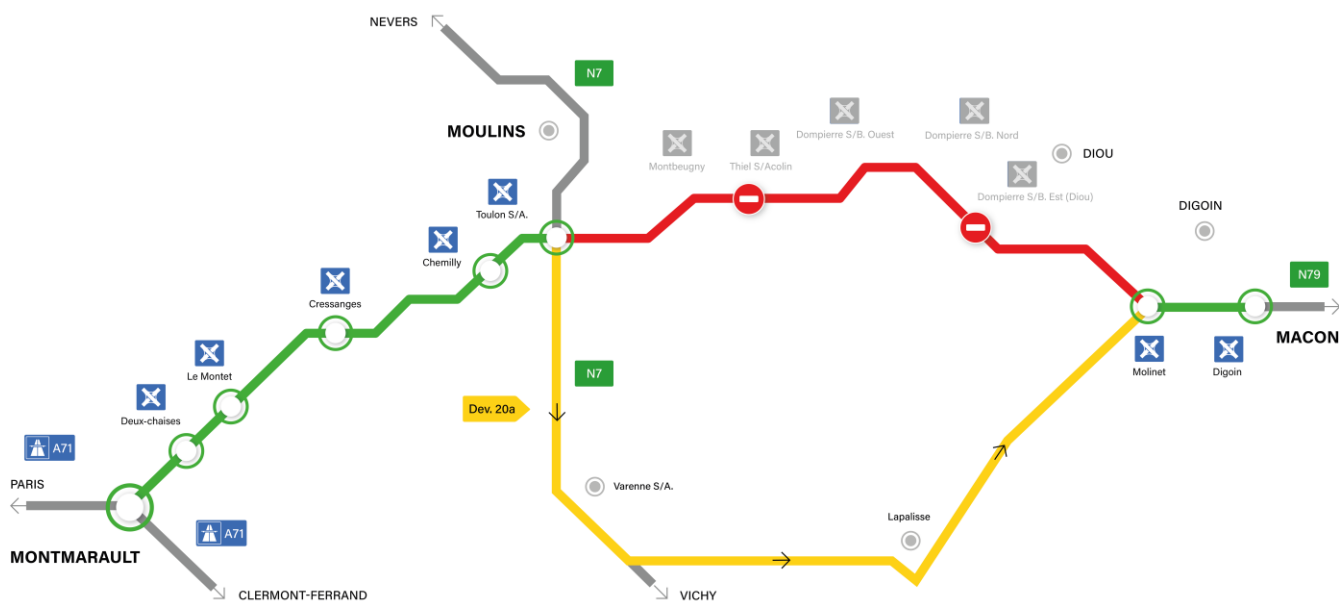 NEVERS
N7
MOULINS
Dompierre S/B. Ouest
Dompierre S/B. Nord
Montbeugny
Thiel S/Acolin
DIOU
Dompierre S/B. Est (Diou)
Toulon S/A.
DIGOIN
Chemilly
N79
Cressanges
MACON
Le Montet
Molinet
Digoin
N7
Deux-chaises
Dev. 20a
A71
PARIS
Varenne S/A.
Lapalisse
A71
MONTMARAULT
CLERMONT-FERRAND
VICHY